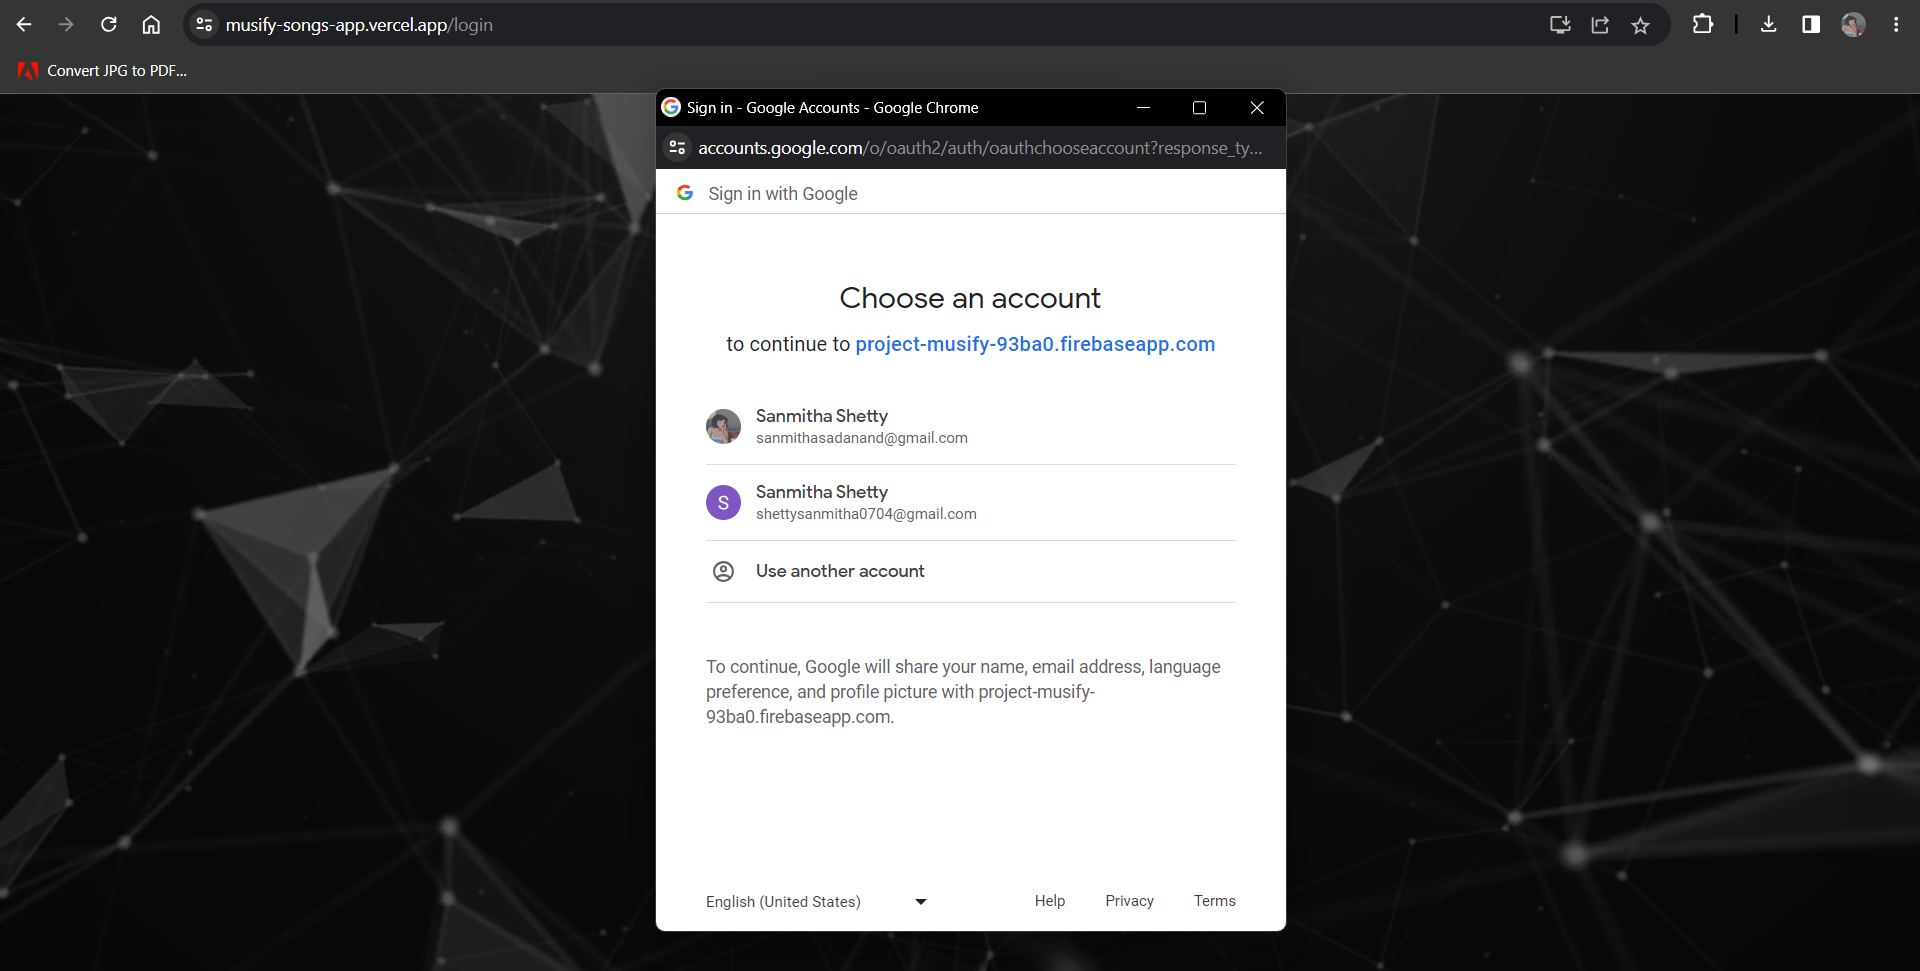 musify-songs-app.vercel.app/login
Convert JPG to PDF...
Sign in - Google Accounts - Google Chrome
accounts.google.com/o/oauth2/auth/oauthchooseaccount?response_ty...
Sign in with Google
Choose an account
to continue to project-musify-93ba0.firebaseapp.com
Sanmitha Shetty
sanmithasadanand@gmail.com
S
Sanmitha Shetty
shettysanmitha0704@gmail.com
Use another account
To continue, Google will share your name, email address, language
preference, and profile picture with project-musify-
93ba0.firebaseapp.com.
English (United States)
Help
Privacy
Terms